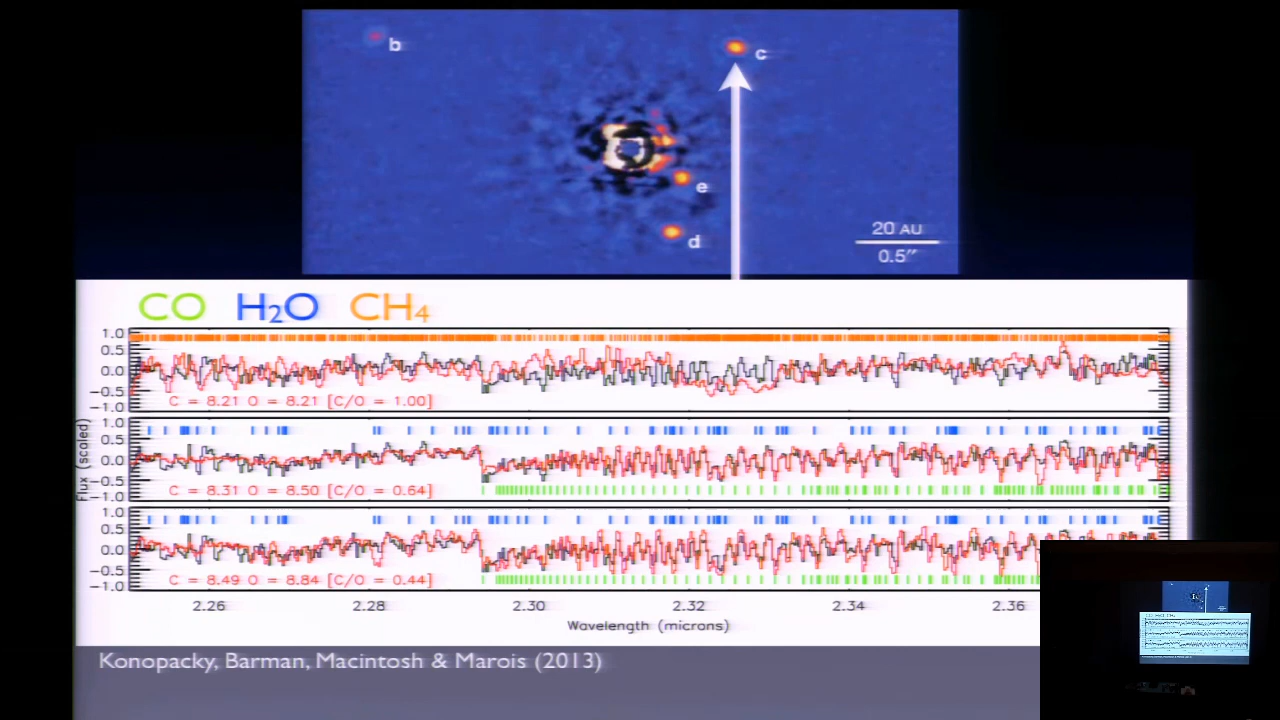 b
c
e
d
20 AU
0.5″
CO H₂O CH₄
1.0
0.5
0.0
−0.5
−1.0
C = 8.21 O = 8.21 [C/O = 1.00]
Flux (scaled)
1.0
0.5
0.0
−0.5
−1.0
C = 8.31 O = 8.50 [C/O = 0.64]
1.0
0.5
0.0
−0.5
−1.0
C = 8.49 O = 8.84 [C/O = 0.44]
2.26 2.28 2.30 2.32 2.34 2.36
Wavelength (microns)
Konopacky, Barman, Macintosh & Marois (2013)